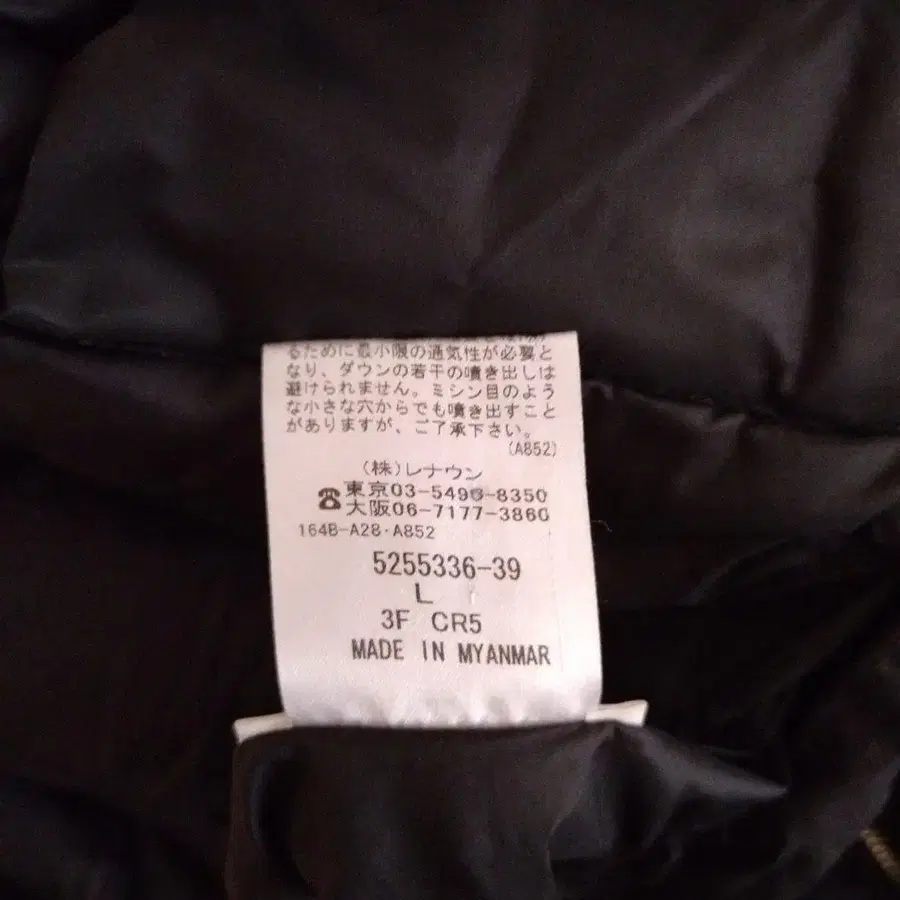 るために最小限の通気性が必要と
なり、ダウンの若干の噴き出しは
避けられません。ミシン目のよう
な小さな穴からでも噴き出すこと
がありますが、ご了承下さい。
(A852)
(株)レナウン
☎東京03-5496-8350
大阪06-7177-3860
164B-A28・A852
5255336-39
L
3F CR5
MADE IN MYANMAR